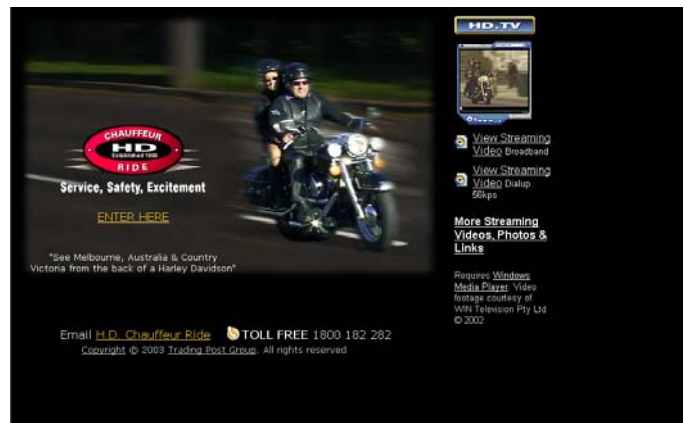 HD.TV
CHAUFFEUR
HD
Established 1995
RIDE
Service, Safety, Excitement
ENTER HERE
"See Melbourne, Australia & Country
Victoria from the back of a Harley Davidson"
View Streaming
Video Broadband
View Streaming
Video Dialup
56kps
More Streaming
Videos, Photos &
Links
Requires Windows
Media Player. Video
footage courtesy of
WIN Television Pty Ltd
© 2002
Email H.D. Chauffeur Ride TOLL FREE 1800 182 282
Copyright © 2003 Trading Post Group. All rights reserved